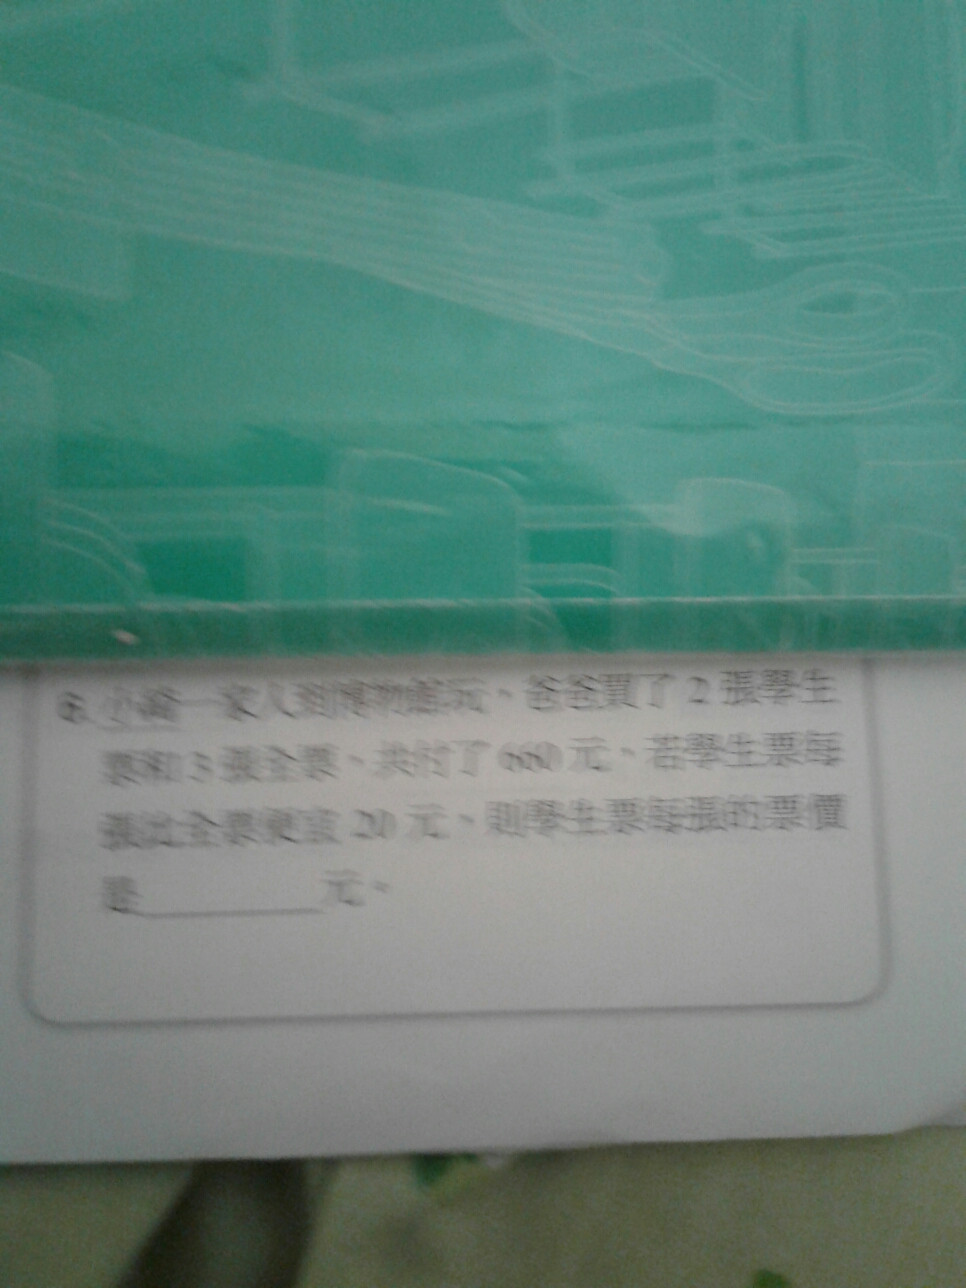 6. 小一家人到博物館玩，爸爸買了 2 張學生
票和 3 張全票，共付了 660 元，若學生票每
張比全票便宜 20 元，則學生票每張的票價
是＿＿＿＿＿元。